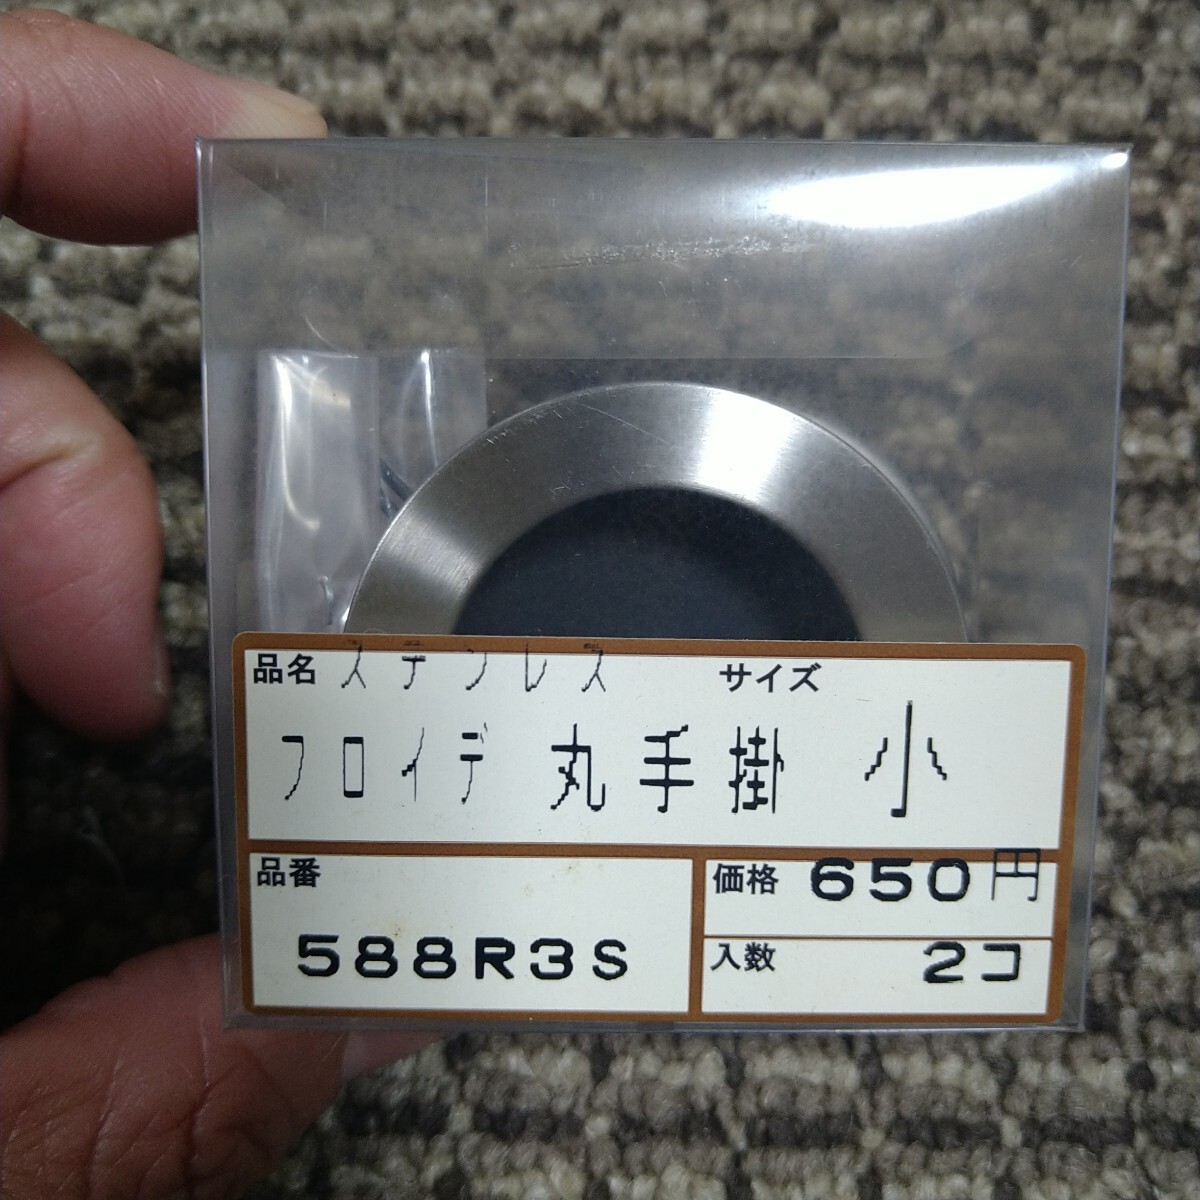 品名 ステンレス サイズ
フロイデ 丸手掛 小
品番 価格 650円
588R3S 入数 2コ